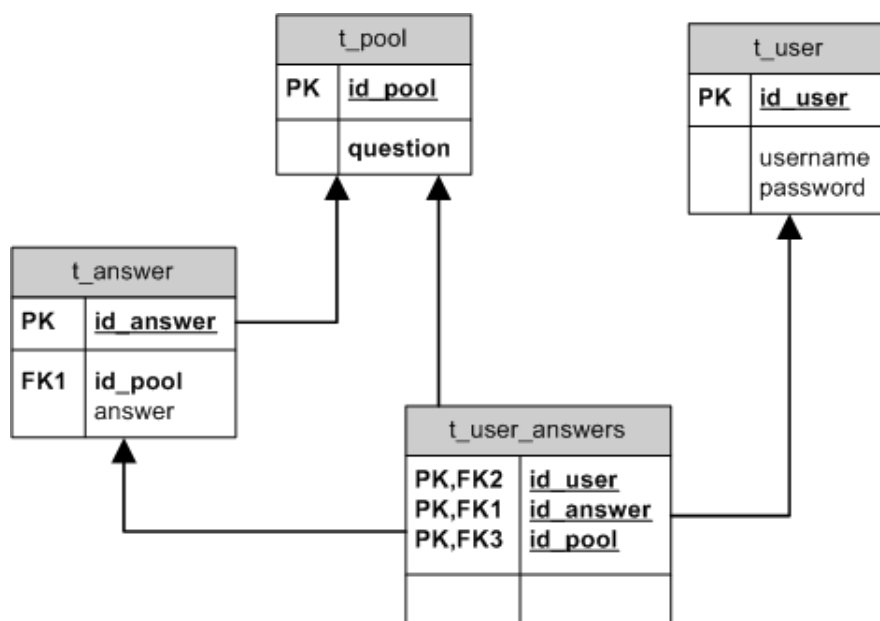 t_pool
PK id_pool
question
t_user
PK id_user
username
password
t_answer
PK id_answer
FK1 id_pool
answer
t_user_answers
PK,FK2 id_user
PK,FK1 id_answer
PK,FK3 id_pool